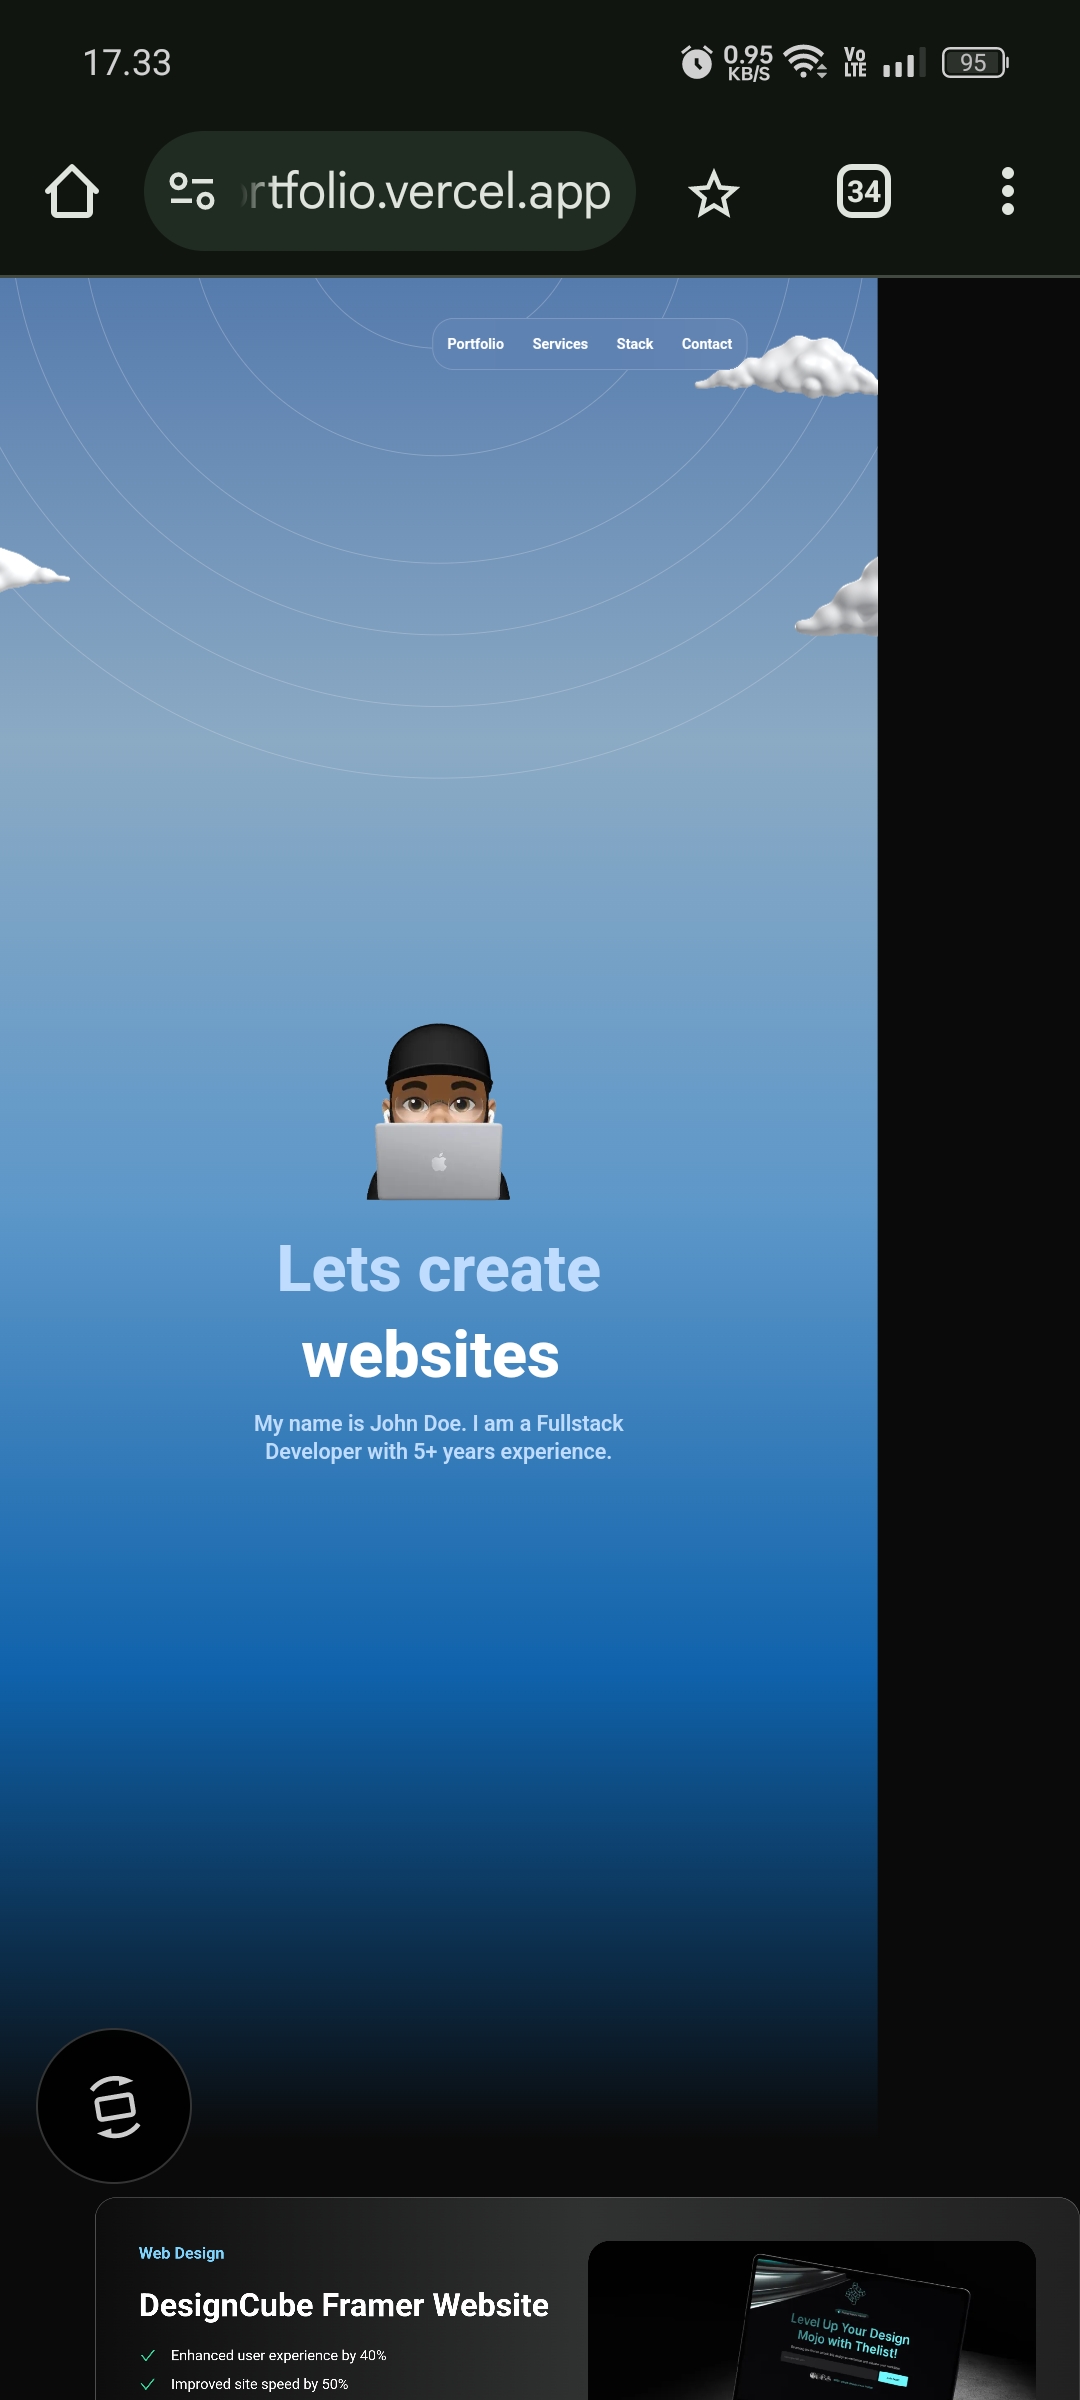 17.33
0.95
KB/S
Vo
LTE
95
rtfolio.vercel.app
34
Portfolio
Services
Stack
Contact
Lets create
websites
My name is John Doe. I am a Fullstack
Developer with 5+ years experience.
Web Design
DesignCube Framer Website
Enhanced user experience by 40%
Improved site speed by 50%
Level Up Your Design
Mojo with Thelist!